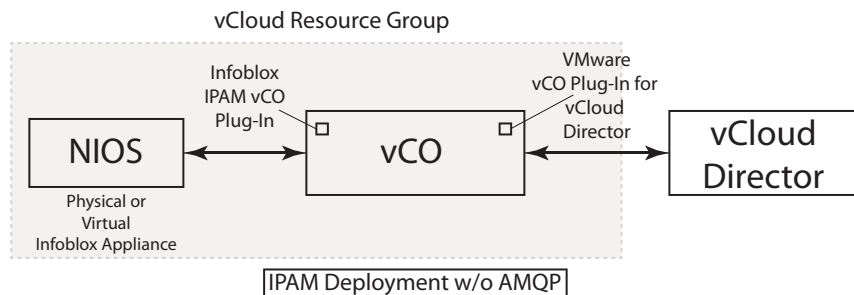 vCloud Resource Group
Infoblox
IPAM vCO
Plug-In
VMware
vCO Plug-In for
vCloud
Director
NIOS
vCO
vCloud
Director
Physical or
Virtual
Infoblox Appliance
IPAM Deployment w/o AMQP